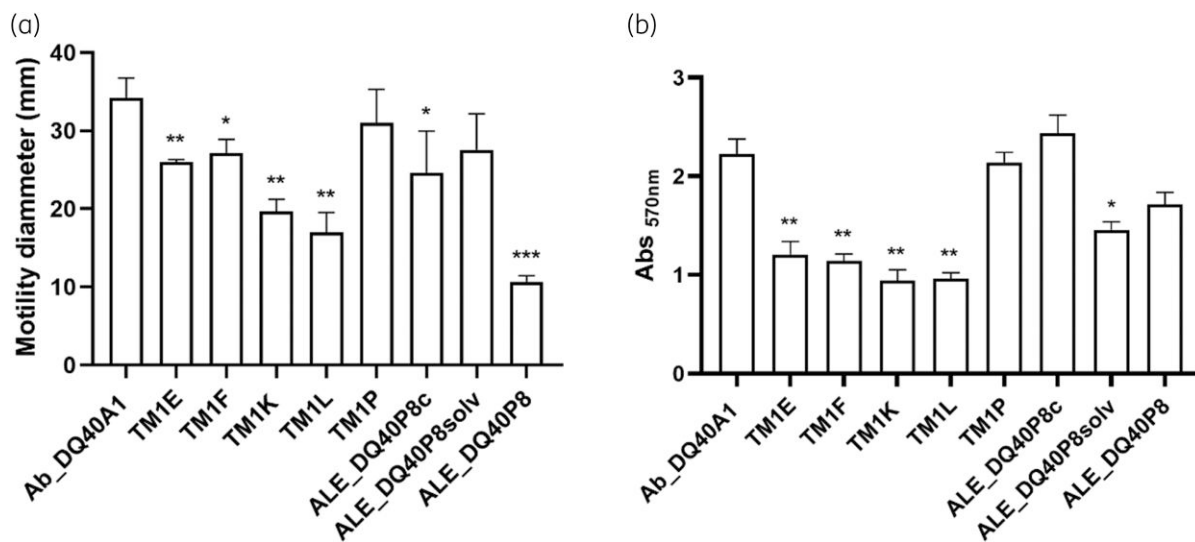 (a)
Motility diammeter (mm)
40
30
20
10
0
**
*
**
**
*
***
Ab_DQ40A1
TM1E
TM1F
TM1K
TM1L
TM1P
ALE_DQ40P8c
ALE_DQ40P8solv
ALE_DQ40P8
(b)
Abs 570nm
3
2
1
0
**
**
**
**
*
Ab_DQ40A1
TM1E
TM1F
TM1K
TM1L
TM1P
ALE_DQ40P8c
ALE_DQ40P8solv
ALE_DQ40P8